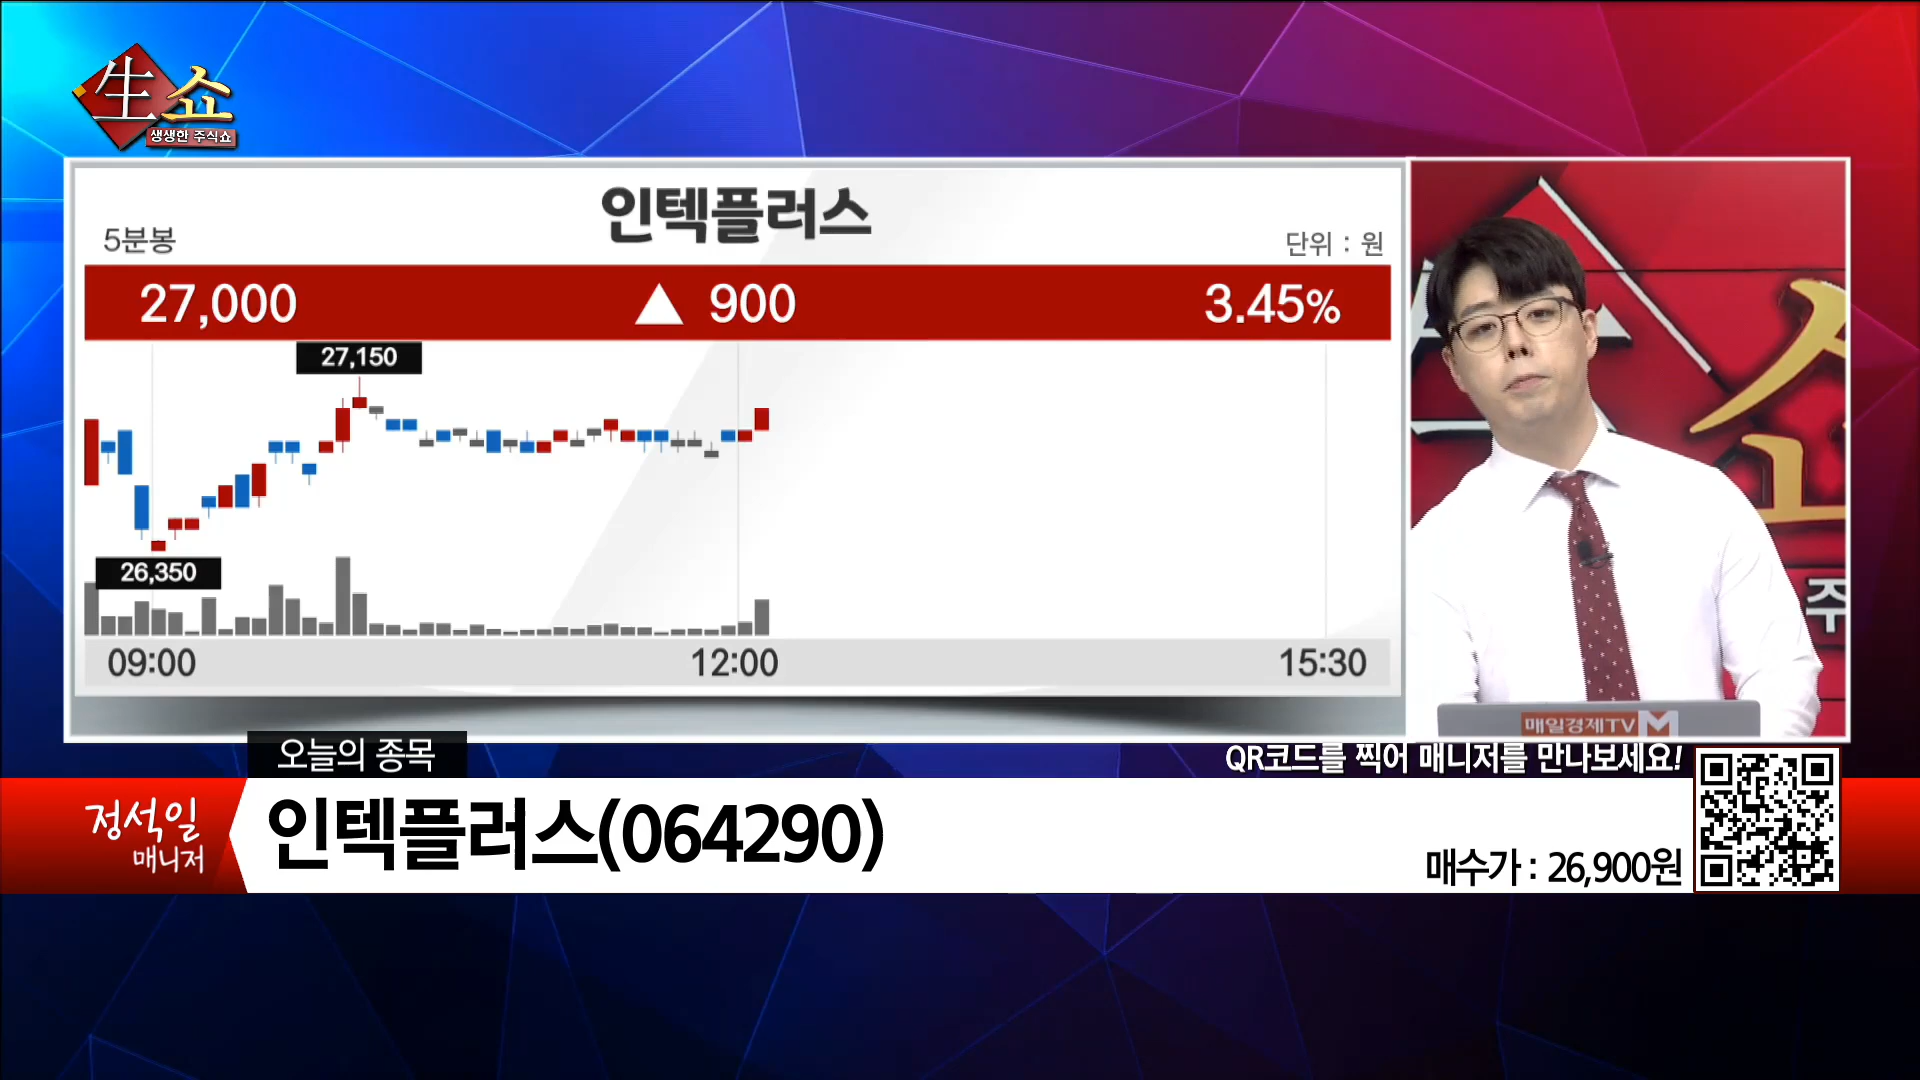 生쇼
생생한 주식쇼
인텍플러스
5분봉
단위 : 원
27,000 ▲ 900 3.45%
27,150
26,350
09:00 12:00 15:30
주
매일경제TV M
오늘의 종목
QR코드를 찍어 매니저를 만나보세요!
정석일
매니저
인텍플러스(064290)
매수가 : 26,900원